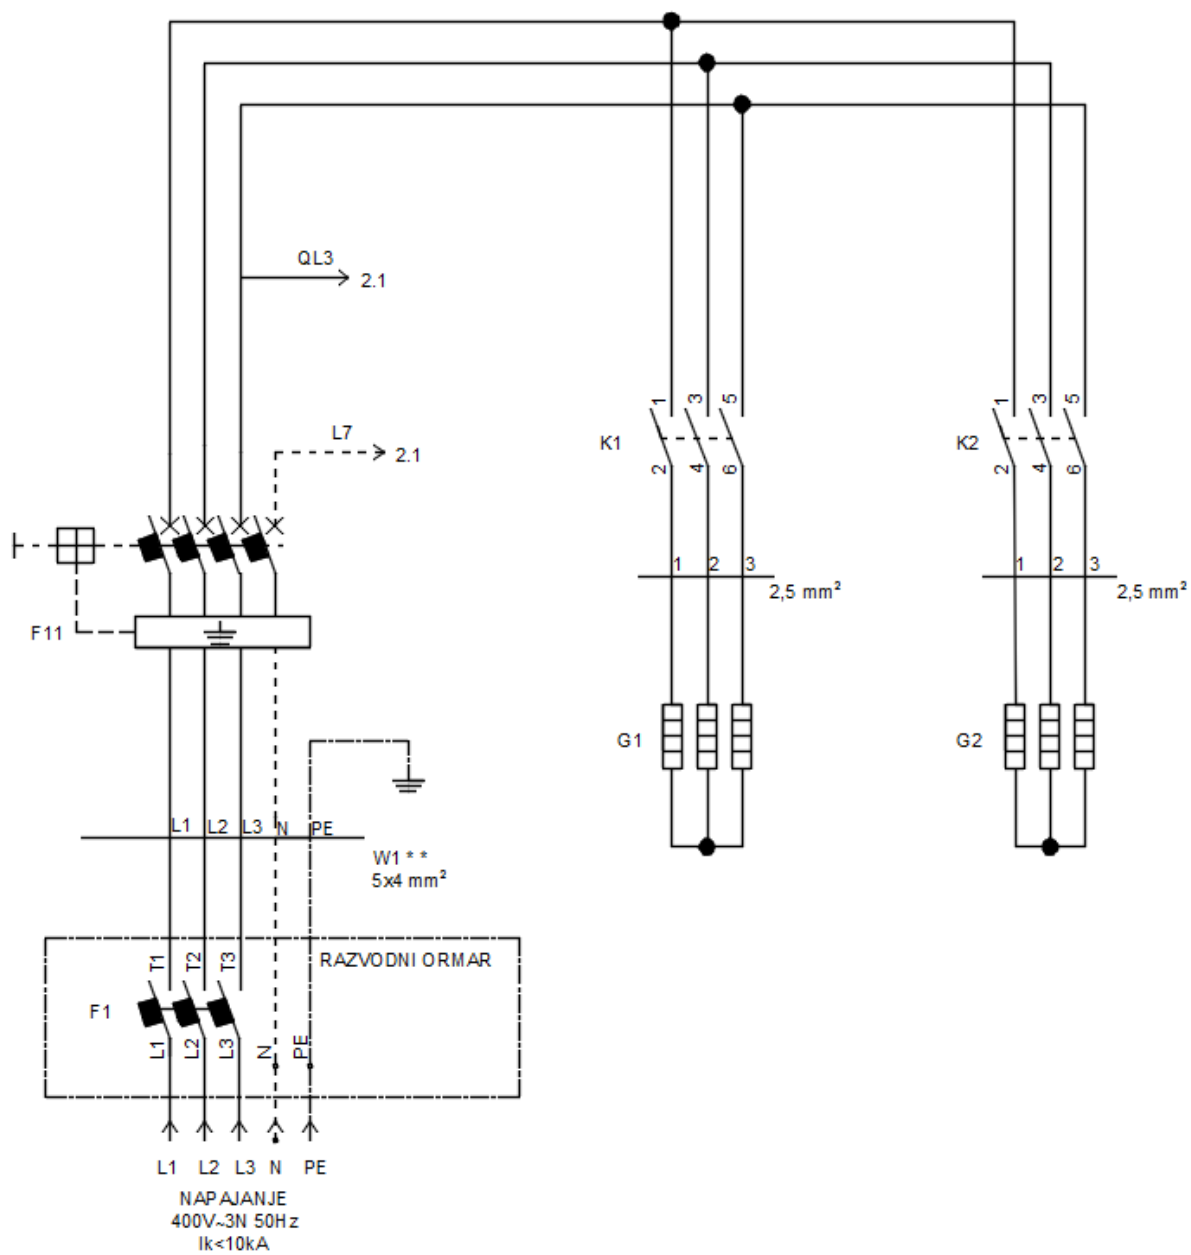 QL3
2.1
L7
2.1
1 3 5
K1
2 4 6
1 3 5
K2
2 4 6
1 2 3
2,5 mm²
1 2 3
2,5 mm²
F11
G1
G2
L1 L2 L3 N PE
W1 * *
5x4 mm²
RAZVODNI ORMAR
T1 T2 T3
F1
L1 L2 L3 N PE
L1 L2 L3 N PE
NAPAJANJE
400V~3N 50Hz
Ik<10kA